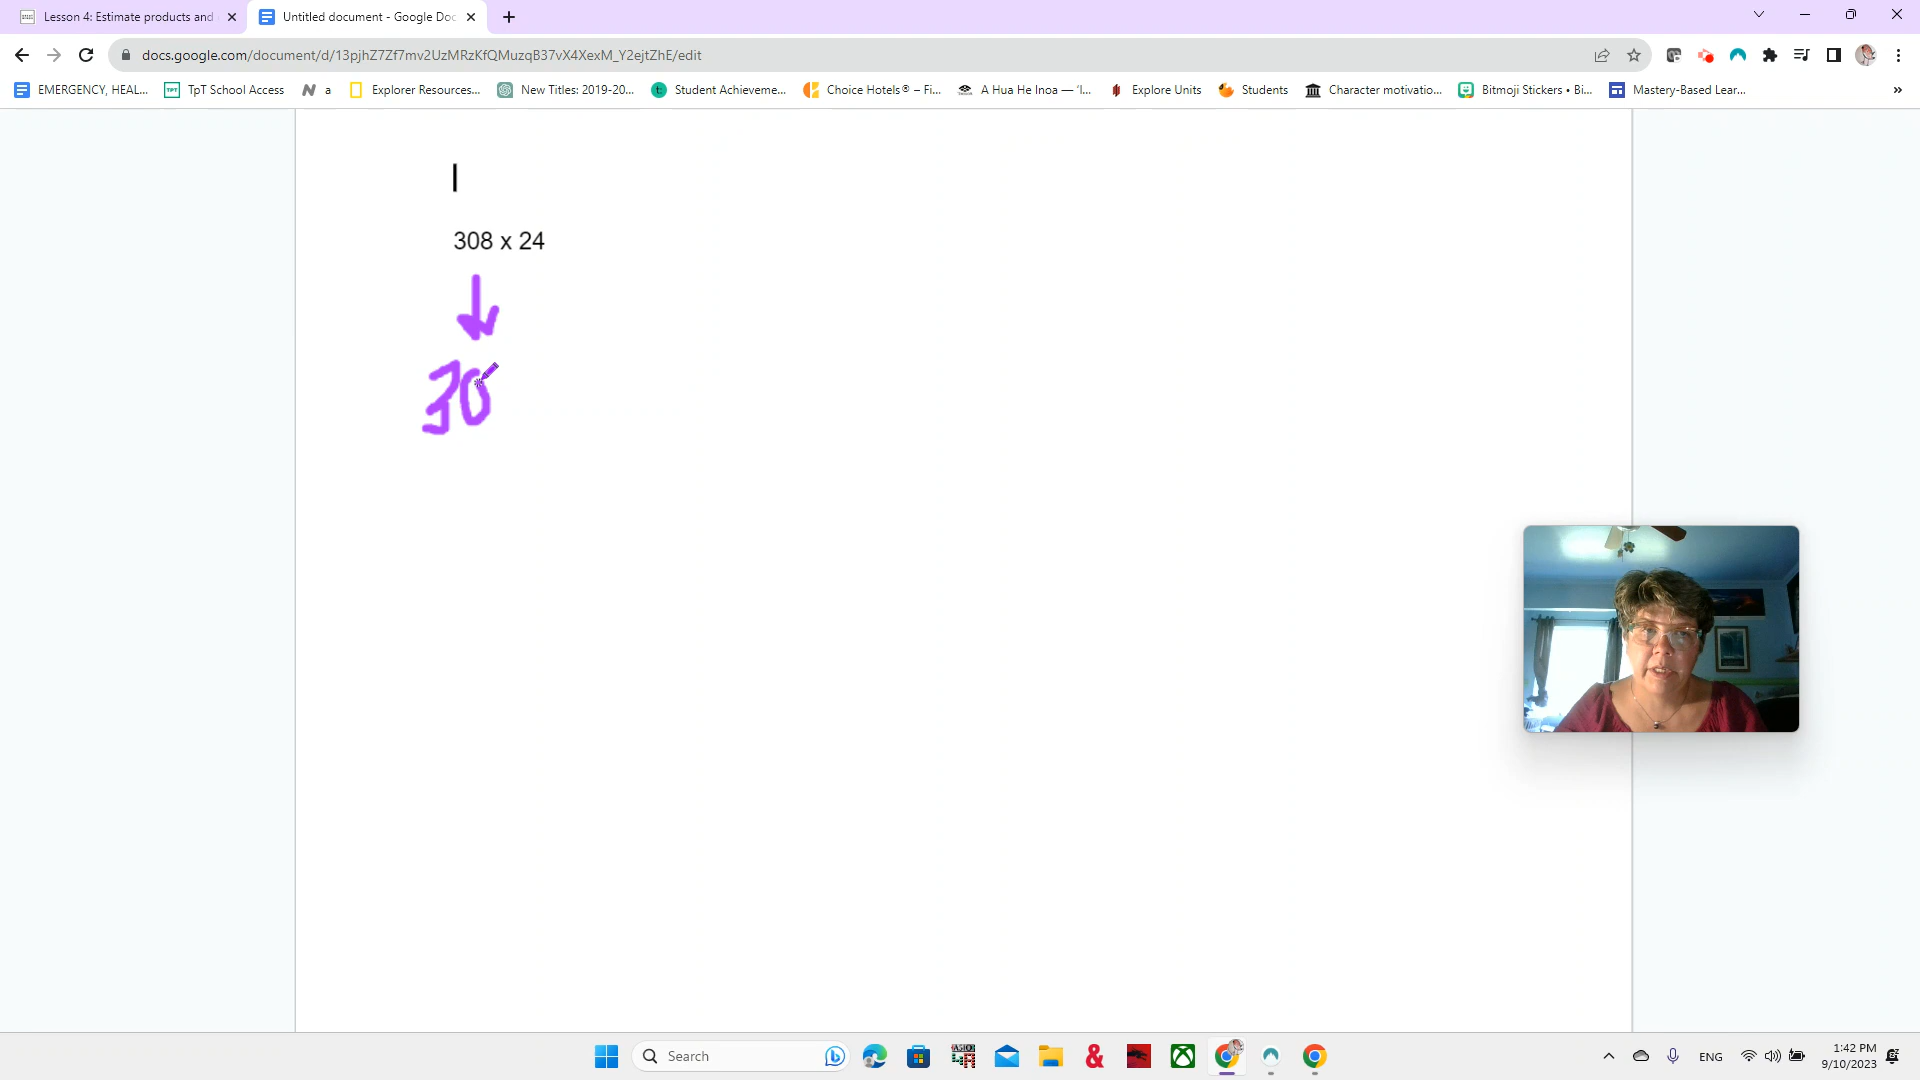 Lesson 4: Estimate products and
Untitled document - Google Doc
docs.google.com/document/d/13pjhZ7Zf7mv2UzMRzKfQMuzqB37vX4XexM_Y2ejtZhE/edit
EMERGENCY, HEAL... TpT School Access a Explorer Resources... New Titles: 2019-20... Student Achieveme... Choice Hotels® – Fi... A Hua He Inoa — 'I... Explore Units Students Character motivatio... Bitmoji Stickers • Bi... Mastery-Based Lear... »
308 x 24
30
Search
ENG
1:42 PM
9/10/2023